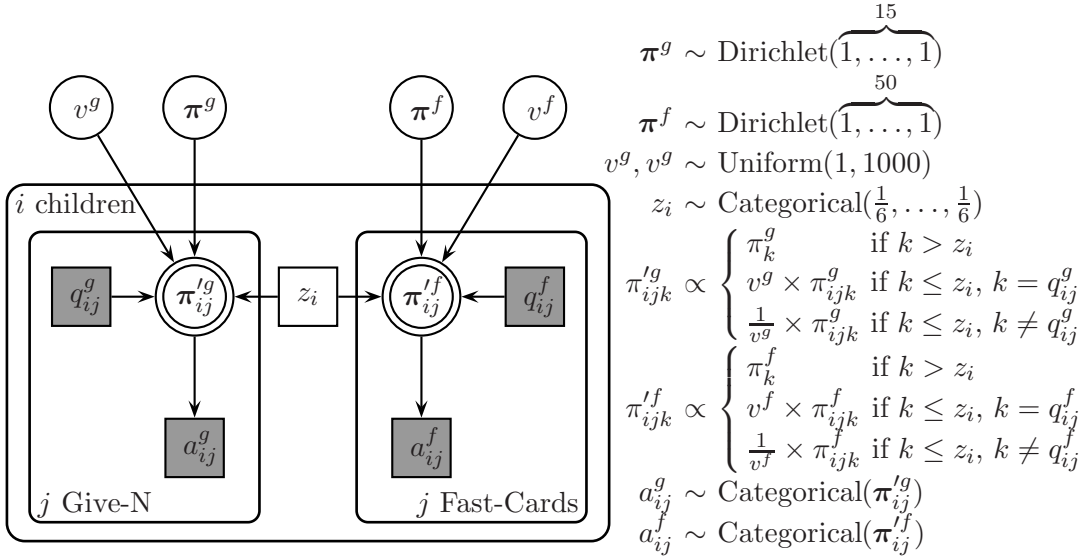 v^g π^g π^f v^f
i children
q^g_{ij} π'^g_{ij} z_i π'^f_{ij} q^f_{ij}
a^g_{ij} a^f_{ij}
j Give-N j Fast-Cards
15
π^g ∼ Dirichlet(1, …, 1)
50
π^f ∼ Dirichlet(1, …, 1)
v^g, v^g ∼ Uniform(1, 1000)
z_i ∼ Categorical(1/6, …, 1/6)
π'^g_{ijk} ∝ { π^g_k if k > z_i
v^g × π^g_{ijk} if k ≤ z_i, k = q^g_{ij}
1/v^g × π^g_{ijk} if k ≤ z_i, k ≠ q^g_{ij}
π'^f_{ijk} ∝ { π^f_k if k > z_i
v^f × π^f_{ijk} if k ≤ z_i, k = q^f_{ij}
1/v^f × π^f_{ijk} if k ≤ z_i, k ≠ q^f_{ij}
a^g_{ij} ∼ Categorical(π'^g_{ij})
a^f_{ij} ∼ Categorical(π'^f_{ij})